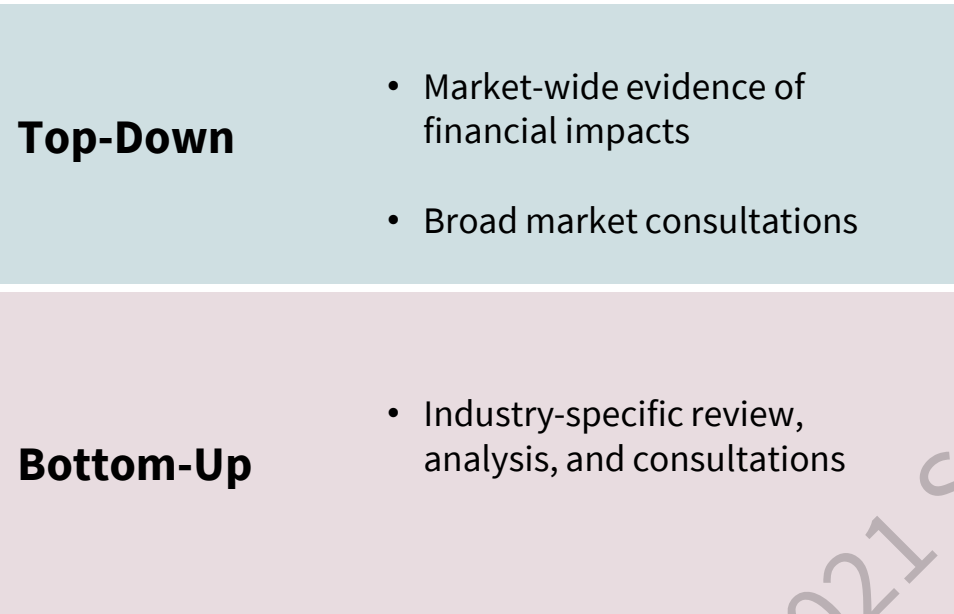 Top-Down
• Market-wide evidence of
financial impacts
• Broad market consultations
Bottom-Up
• Industry-specific review,
analysis, and consultations